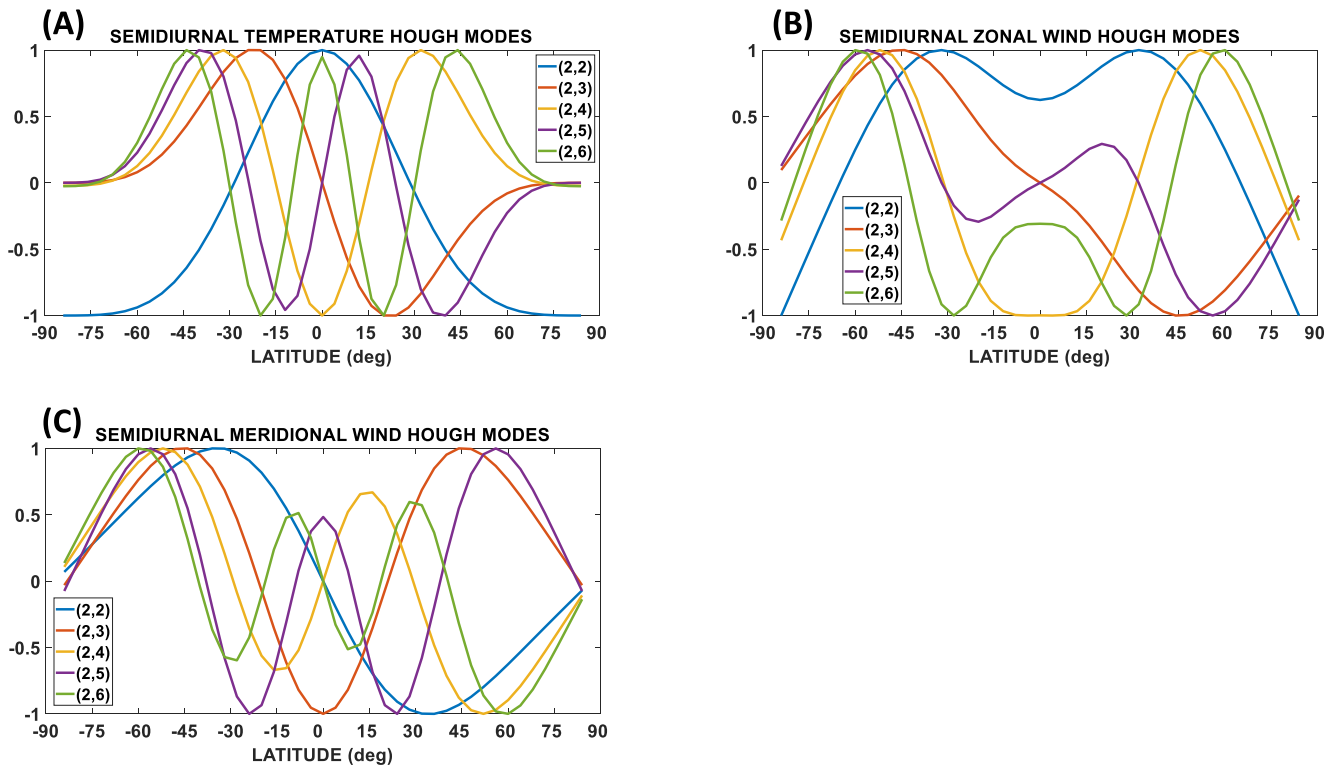 (A)
SEMIDIURNAL TEMPERATURE HOUGH MODES
1
0.5
0
-0.5
-1
(2,2)
(2,3)
(2,4)
(2,5)
(2,6)
-90 -75 -45 -30 -15 0 15 30 45 60 75 90
LATITUDE (deg)
(B)
SEMIDIURNAL ZONAL WIND HOUGH MODES
1
0.5
0
-0.5
-1
(2,2)
(2,3)
(2,4)
(2,5)
(2,6)
-90 -75 -60 -45 -30 -15 0 15 30 45 60 75 90
LATITUDE (deg)
(C)
SEMIDIURNAL MERIDIONAL WIND HOUGH MODES
1
0.5
0
-0.5
-1
(2,2)
(2,3)
(2,4)
(2,5)
(2,6)
-90 -75 -60 -45 -30 -15 0 15 30 45 60 75 90
LATITUDE (deg)